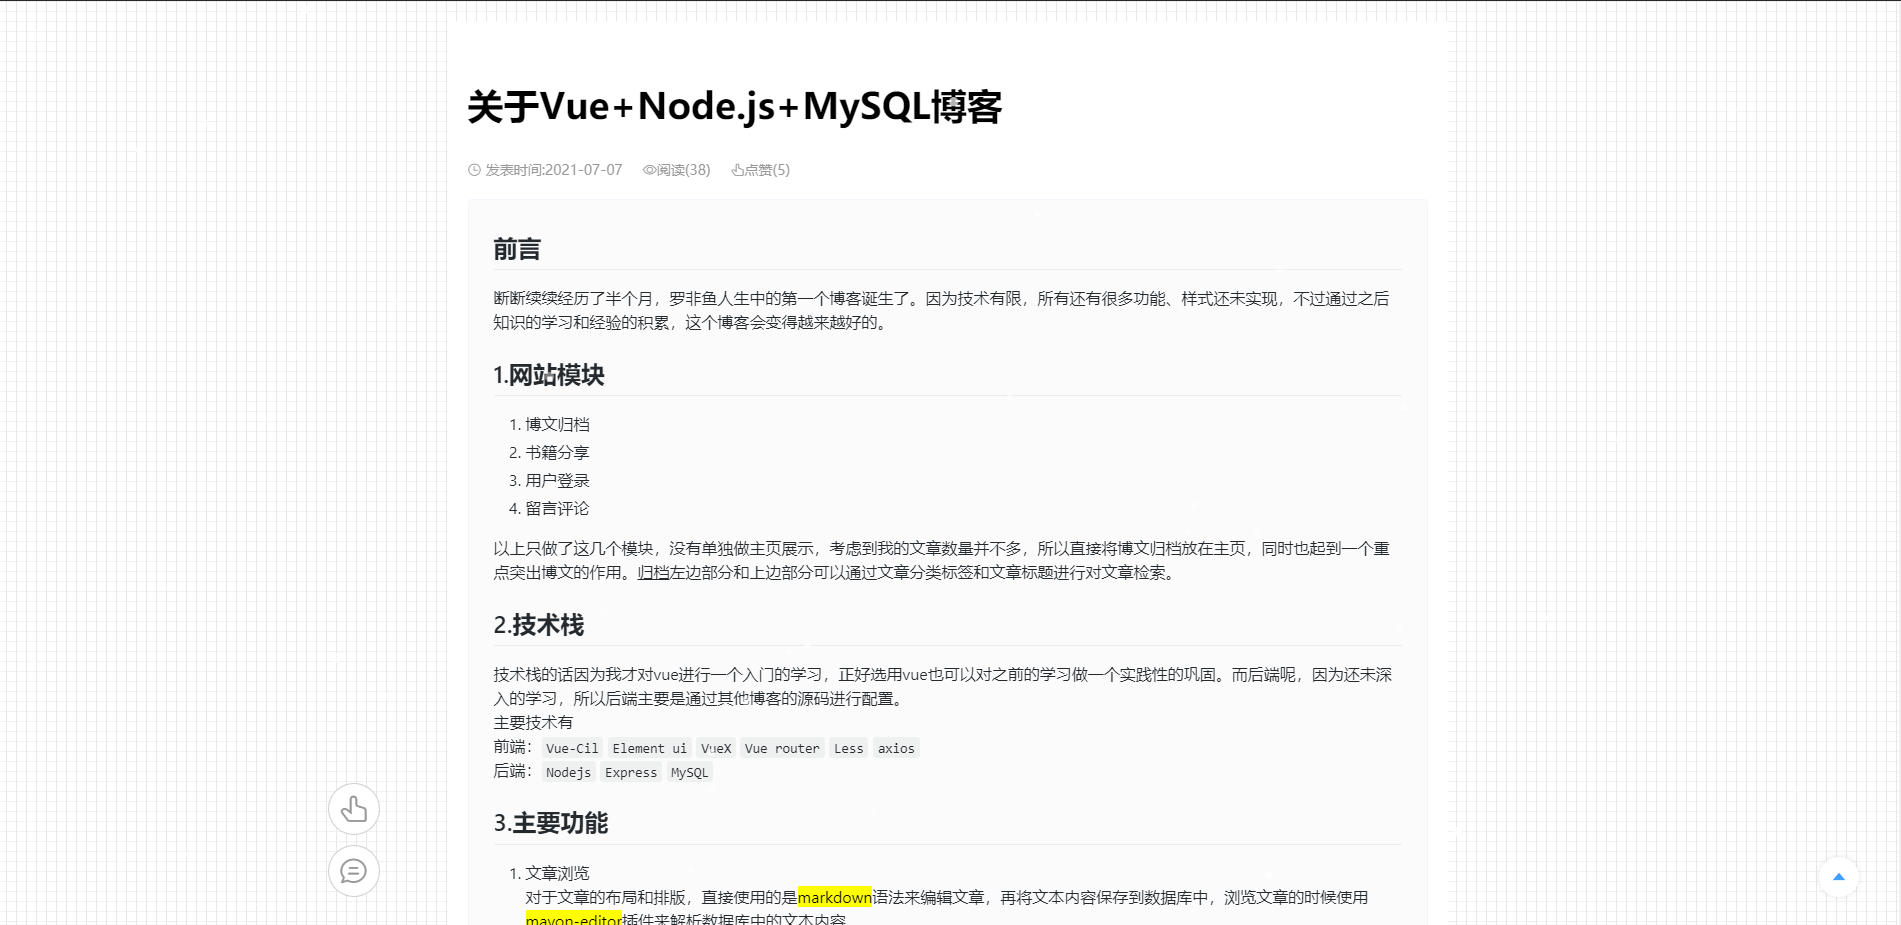 关于Vue+Node.js+MySQL博客
发表时间:2021-07-07 阅读(38) 点赞(5)
前言
断断续续经历了半个月，罗非鱼人生中的第一个博客诞生了。因为技术有限，所有还有很多功能、样式还未实现，不过通过之后
知识的学习和经验的积累，这个博客会变得越来越好的。
1.网站模块
1. 博文归档
2. 书籍分享
3. 用户登录
4. 留言评论
以上只做了这几个模块，没有单独做主页展示，考虑到我的文章数量并不多，所以直接将博文归档放在主页，同时也起到一个重
点突出博文的作用。归档左边部分和上边部分可以通过文章分类标签和文章标题进行对文章检索。
2.技术栈
技术栈的话因为我才对vue进行一个入门的学习，正好选用vue也可以对之前的学习做一个实践性的巩固。而后端呢，因为还未深
入的学习，所以后端主要是通过其他博客的源码进行配置。
主要技术有
前端： Vue-Cil Element ui VueX Vue router Less axios
后端： Nodejs Express MySQL
3.主要功能
1. 文章浏览
对于文章的布局和排版，直接使用的是markdown语法来编辑文章，再将文本内容保存到数据库中，浏览文章的时候使用
mavon-editor插件来解析数据库中的文本内容